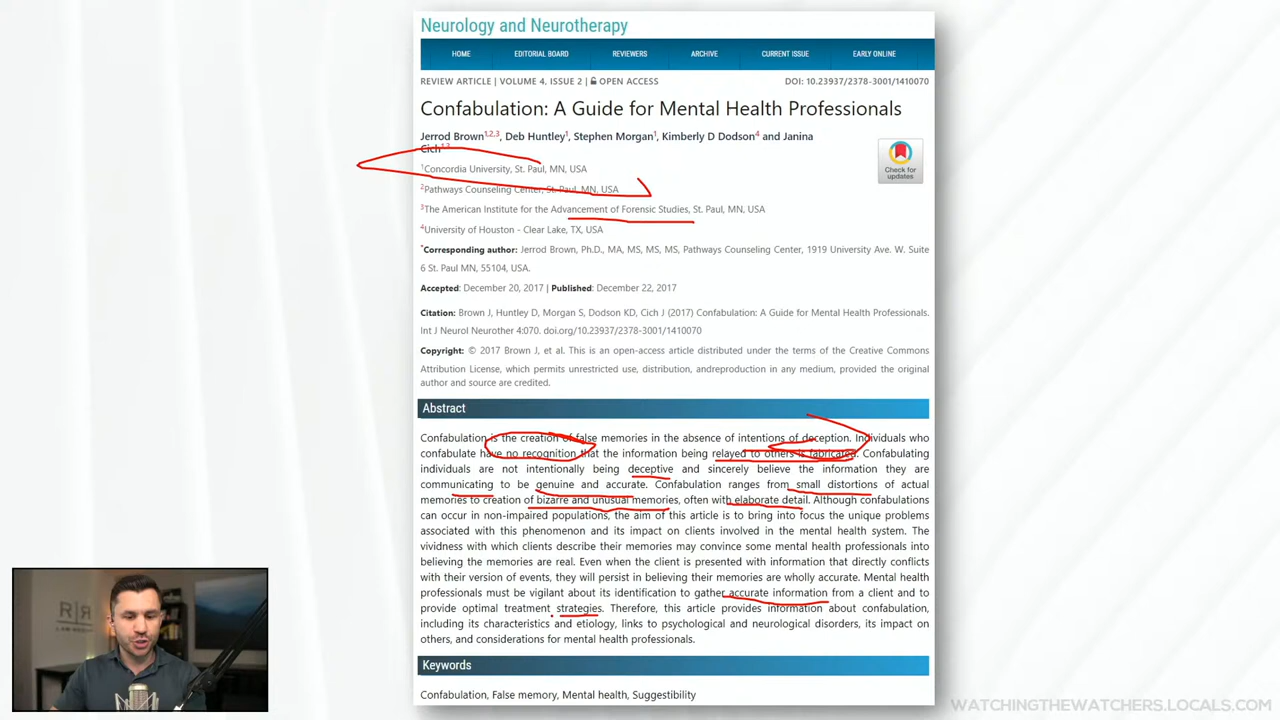 Neurology and Neurotherapy
HOME EDITORIAL BOARD REVIEWERS ARCHIVE CURRENT ISSUE EARLY ONLINE
REVIEW ARTICLE | VOLUME 4, ISSUE 2 | OPEN ACCESS DOI: 10.23937/2378-3001/1410070
Confabulation: A Guide for Mental Health Professionals
Jerrod Brown1,2,3, Deb Huntley1, Stephen Morgan1, Kimberly D Dodson4 and Janina
Cich1,3
Check for
updates
1Concordia University, St. Paul, MN, USA
2Pathways Counseling Center, St. Paul, MN, USA
3The American Institute for the Advancement of Forensic Studies, St. Paul, MN, USA
4University of Houston - Clear Lake, TX, USA
*Corresponding author: Jerrod Brown, Ph.D., MA, MS, MS, MS, Pathways Counseling Center, 1919 University Ave. W. Suite
6 St. Paul MN, 55104, USA.
Accepted: December 20, 2017 | Published: December 22, 2017
Citation: Brown J, Huntley D, Morgan S, Dodson KD, Cich J (2017) Confabulation: A Guide for Mental Health Professionals.
Int J Neurol Neurother 4:070. doi.org/10.23937/2378-3001/1410070
Copyright: © 2017 Brown J, et al. This is an open-access article distributed under the terms of the Creative Commons
Attribution License, which permits unrestricted use, distribution, andreproduction in any medium, provided the original
author and source are credited.
Abstract
Confabulation is the creation of false memories in the absence of intentions of deception. Individuals who
confabulate have no recognition that the information being relayed to others is fabricated. Confabulating
individuals are not intentionally being deceptive and sincerely believe the information they are
communicating to be genuine and accurate. Confabulation ranges from small distortions of actual
memories to creation of bizarre and unusual memories, often with elaborate detail. Although confabulations
can occur in non-impaired populations, the aim of this article is to bring into focus the unique problems
associated with this phenomenon and its impact on clients involved in the mental health system. The
vividness with which clients describe their memories may convince some mental health professionals into
believing the memories are real. Even when the client is presented with information that directly conflicts
with their version of events, they will persist in believing their memories are wholly accurate. Mental health
professionals must be vigilant about its identification to gather accurate information from a client and to
provide optimal treatment strategies. Therefore, this article provides information about confabulation,
including its characteristics and etiology, links to psychological and neurological disorders, its impact on
others, and considerations for mental health professionals.
Keywords
Confabulation, False memory, Mental health, Suggestibility
R|R
WATCHINGTHEWATCHERS.LOCALS.COM